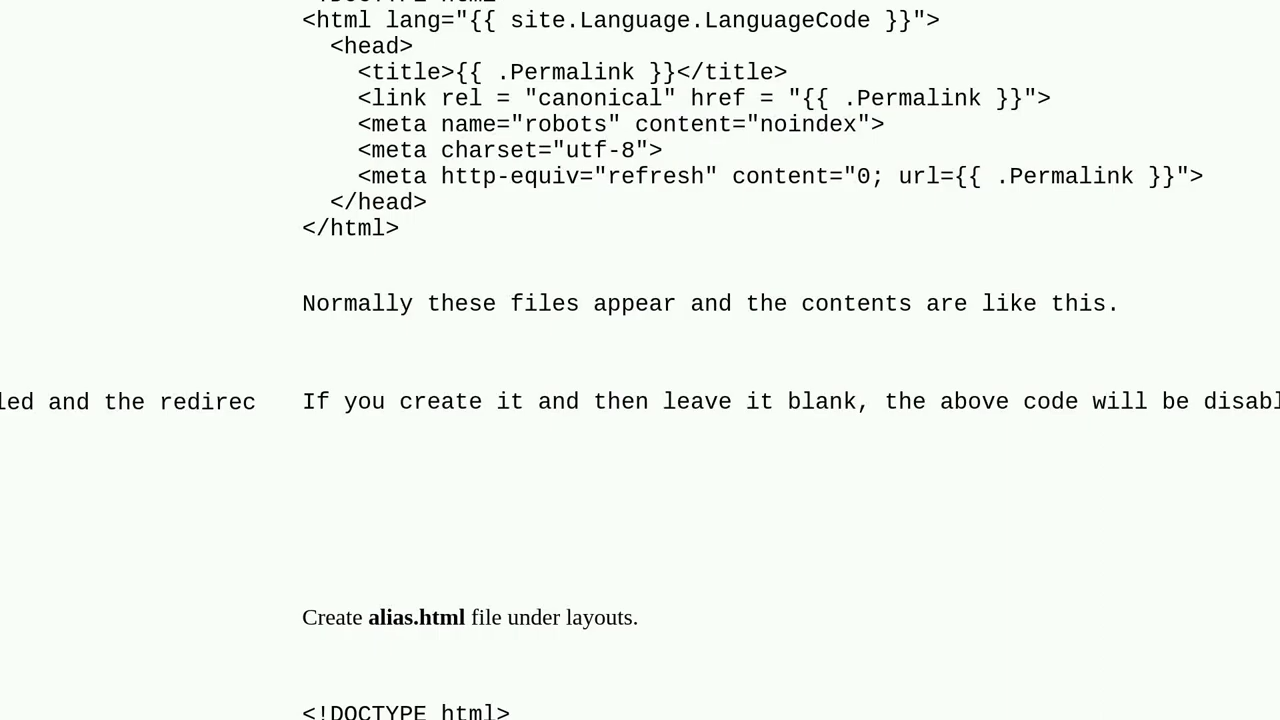 <html lang="{{ site.Language.LanguageCode }}">
<head>
<title>{{ .Permalink }}</title>
<link rel = "canonical" href = "{{ .Permalink }}">
<meta name="robots" content="noindex">
<meta charset="utf-8">
<meta http-equiv="refresh" content="0; url={{ .Permalink }}">
</head>
</html>
Normally these files appear and the contents are like this.
led and the redirec
If you create it and then leave it blank, the above code will be disabl
Create alias.html file under layouts.
<!DOCTYPE html>